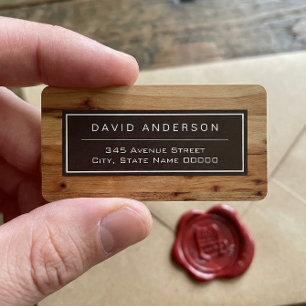 DAVID ANDERSON
345 Avenue Street
City, State Name 00000